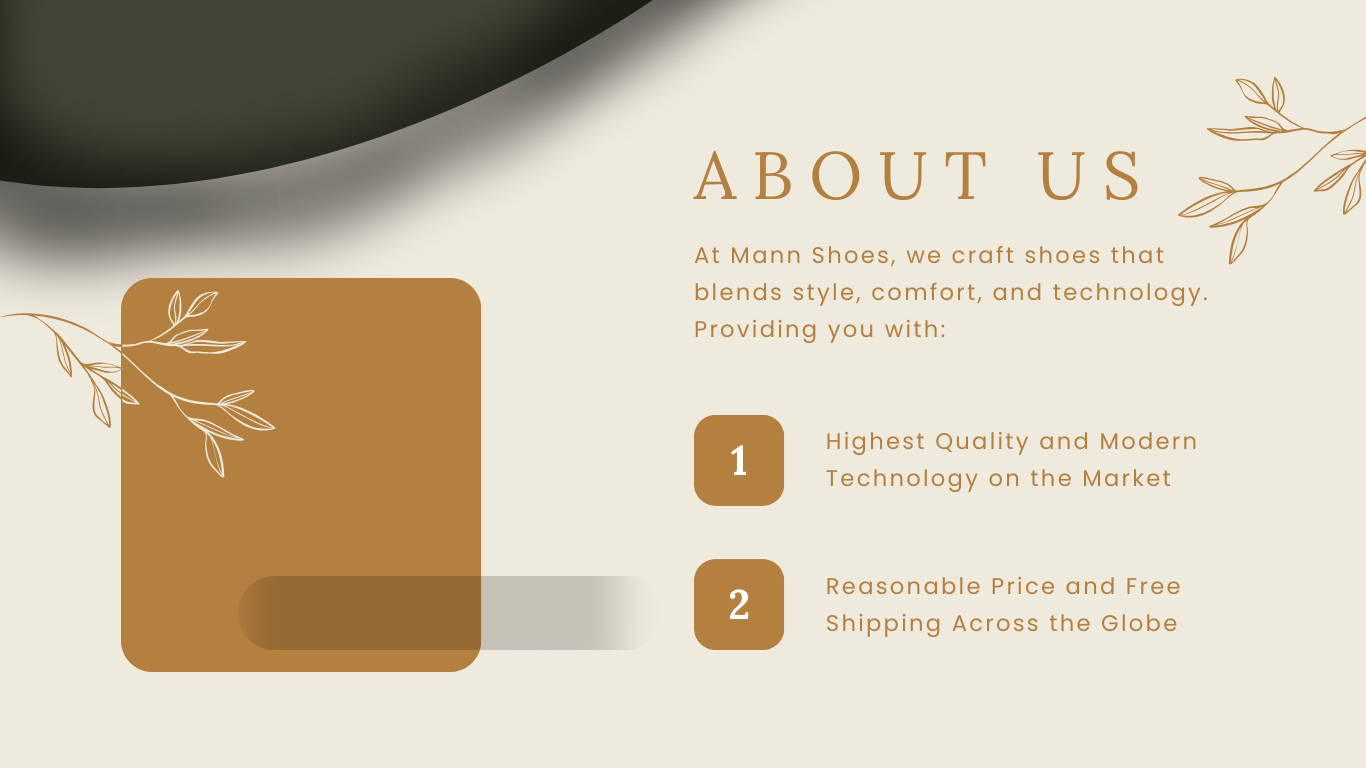 ABOUT US
At Mann Shoes, we craft shoes that
blends style, comfort, and technology.
Providing you with:
1
Highest Quality and Modern
Technology on the Market
2
Reasonable Price and Free
Shipping Across the Globe